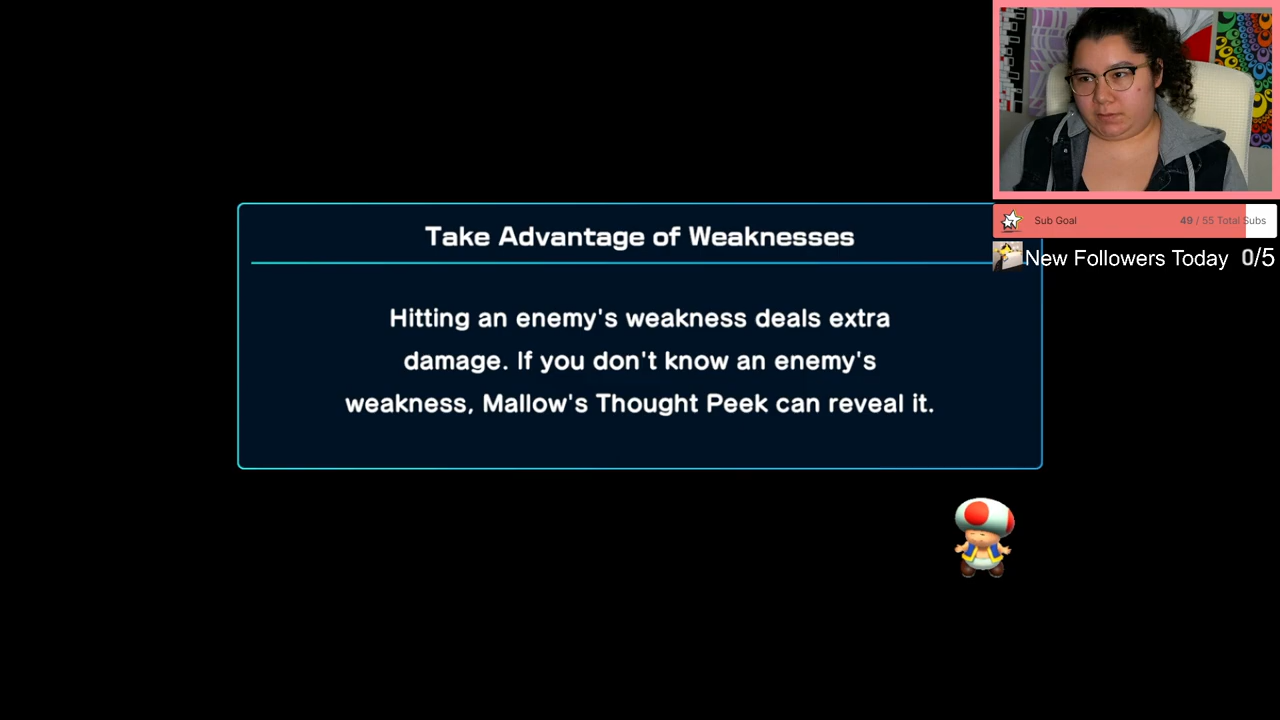 Take Advantage of Weaknesses
Hitting an enemy's weakness deals extra
damage. If you don't know an enemy's
weakness, Mallow's Thought Peek can reveal it.
Sub Goal 49 / 55 Total Subs
New Followers Today 0/5